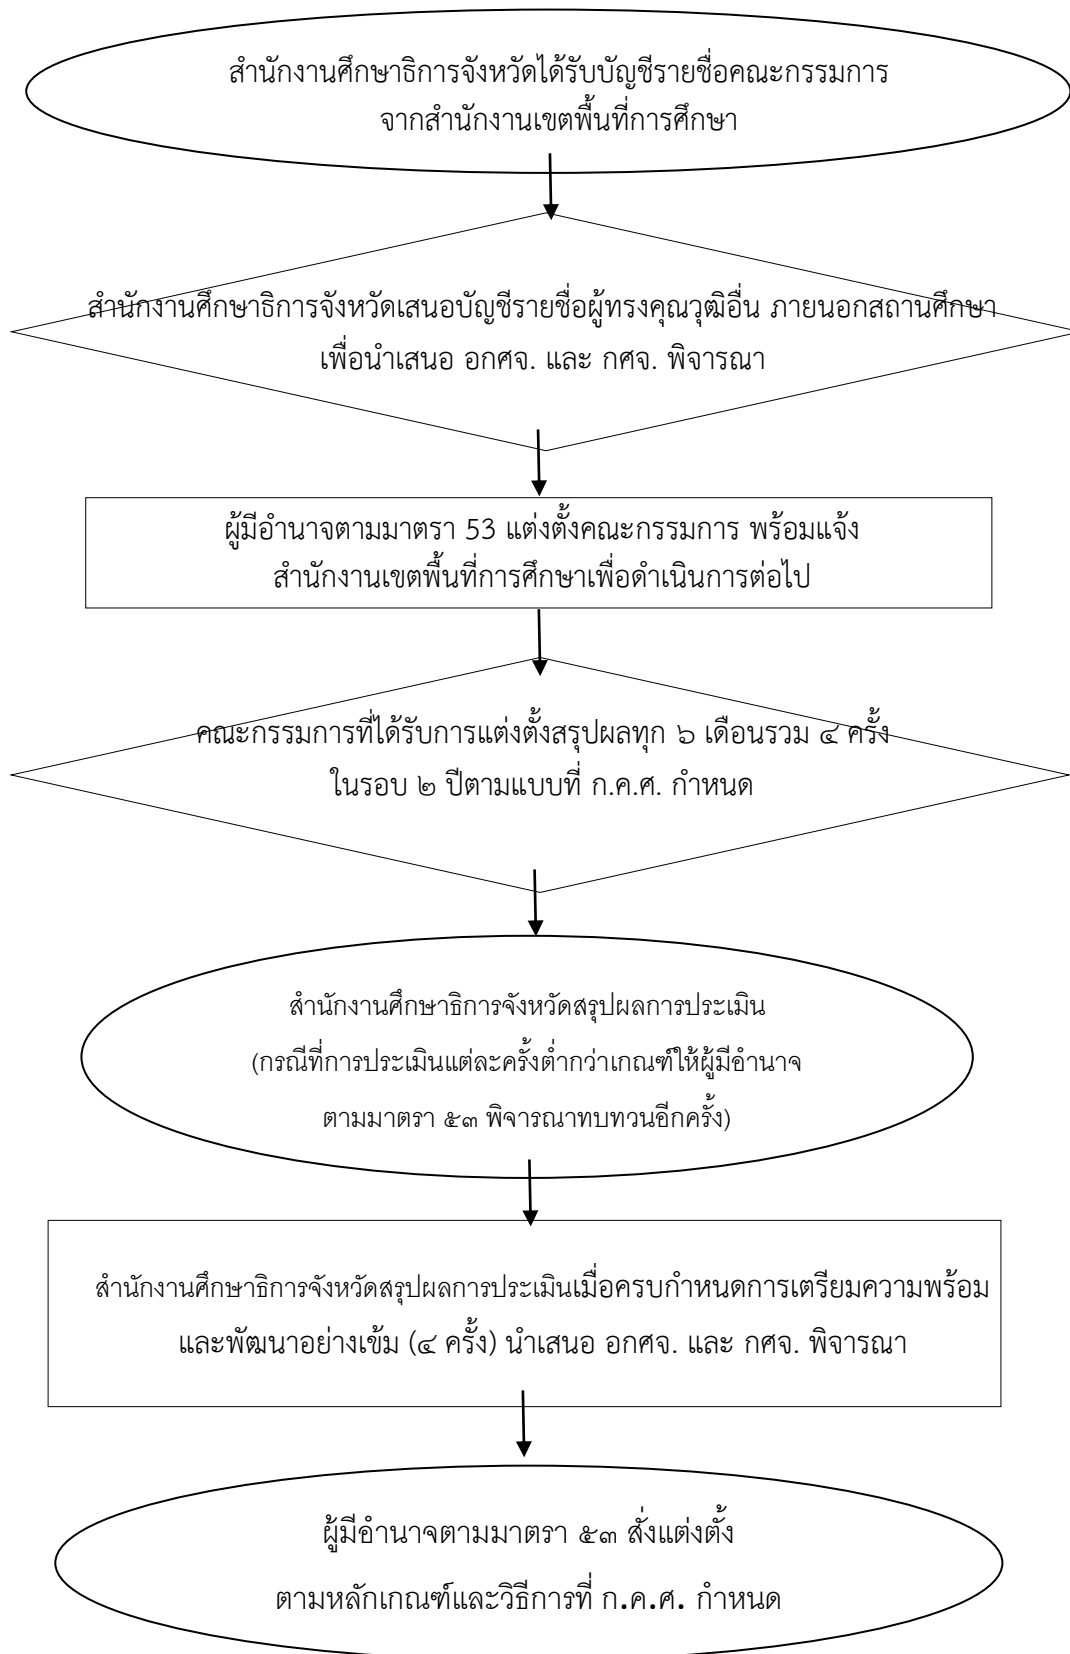 สำนักงานศึกษาธิการจังหวัดได้รับบัญชีรายชื่อคณะกรรมการ
จากสำนักงานเขตพื้นที่การศึกษา
สำนักงานศึกษาธิการจังหวัดเสนอบัญชีรายชื่อผู้ทรงคุณวุฒิอื่น ภายนอกสถานศึกษา
เพื่อนำเสนอ อกศจ. และ กศจ. พิจารณา
ผู้มีอำนาจตามมาตรา 53 แต่งตั้งคณะกรรมการ พร้อมแจ้ง
สำนักงานเขตพื้นที่การศึกษาเพื่อดำเนินการต่อไป
คณะกรรมการที่ได้รับการแต่งตั้งสรุปผลทุก ๖ เดือนรวม ๔ ครั้ง
ในรอบ ๒ ปีตามแบบที่ ก.ค.ศ. กำหนด
สำนักงานศึกษาธิการจังหวัดสรุปผลการประเมิน
(กรณีที่การประเมินแต่ละครั้งต่ำกว่าเกณฑ์ให้ผู้มีอำนาจ
ตามมาตรา ๕๓ พิจารณาทบทวนอีกครั้ง)
สำนักงานศึกษาธิการจังหวัดสรุปผลการประเมินเมื่อครบกำหนดการเตรียมความพร้อม
และพัฒนาอย่างเข้ม (๔ ครั้ง) นำเสนอ อกศจ. และ กศจ. พิจารณา
ผู้มีอำนาจตามมาตรา ๕๓ สั่งแต่งตั้ง
ตามหลักเกณฑ์และวิธีการที่ ก.ค.ศ. กำหนด